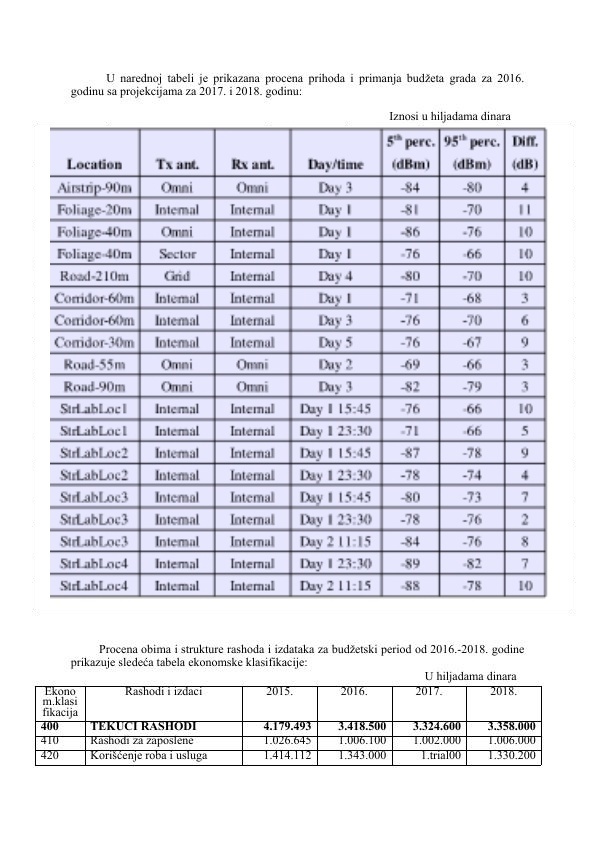 U narednoj tabeli je prikazana procena prihoda i primanja budžeta grada za 2016.
godinu sa projekcijama za 2017. i 2018. godinu:
Iznosi u hiljadama dinara
Location Tx ant. Rx ant. Day/time 5th perc. (dBm) 95th perc. (dBm) Diff. (dB)
Airstrip-90m Omni Omni Day 3 -84 -80 4
Foliage-20m Internal Internal Day 1 -81 -70 11
Foliage-40m Omni Internal Day 1 -86 -76 10
Foliage-40m Sector Internal Day 1 -76 -66 10
Road-210m Grid Internal Day 4 -80 -70 10
Corridor-60m Internal Internal Day 1 -71 -68 3
Corridor-60m Internal Internal Day 3 -76 -70 6
Corridor-30m Internal Internal Day 5 -76 -67 9
Road-55m Omni Omni Day 2 -69 -66 3
Road-90m Omni Omni Day 3 -82 -79 3
StrLabLoc1 Internal Internal Day 1 15:45 -76 -66 10
StrLabLoc1 Internal Internal Day 1 23:30 -71 -66 5
StrLabLoc2 Internal Internal Day 1 15:45 -87 -78 9
StrLabLoc2 Internal Internal Day 1 23:30 -78 -74 4
StrLabLoc3 Internal Internal Day 1 15:45 -80 -73 7
StrLabLoc3 Internal Internal Day 1 23:30 -78 -76 2
StrLabLoc3 Internal Internal Day 2 11:15 -84 -76 8
StrLabLoc4 Internal Internal Day 1 23:30 -89 -82 7
StrLabLoc4 Internal Internal Day 2 11:15 -88 -78 10
Procena obima i strukture rashoda i izdataka za budžetski period od 2016.-2018. godine
prikazuje sledeća tabela ekonomske klasifikacije:
U hiljadama dinara
Ekono Rashodi i izdaci 2015. 2016. 2017. 2018.
m.klasi
fikacija
400 TEKUCI RASHODI 4.179.493 3.418.500 3.324.600 3.358.000
410 Rashodi za zaposlene 1.026.645 1.006.100 1.002.000 1.006.000
420 Korišćenje roba i usluga 1.414.112 1.343.000 1.trial00 1.330.200